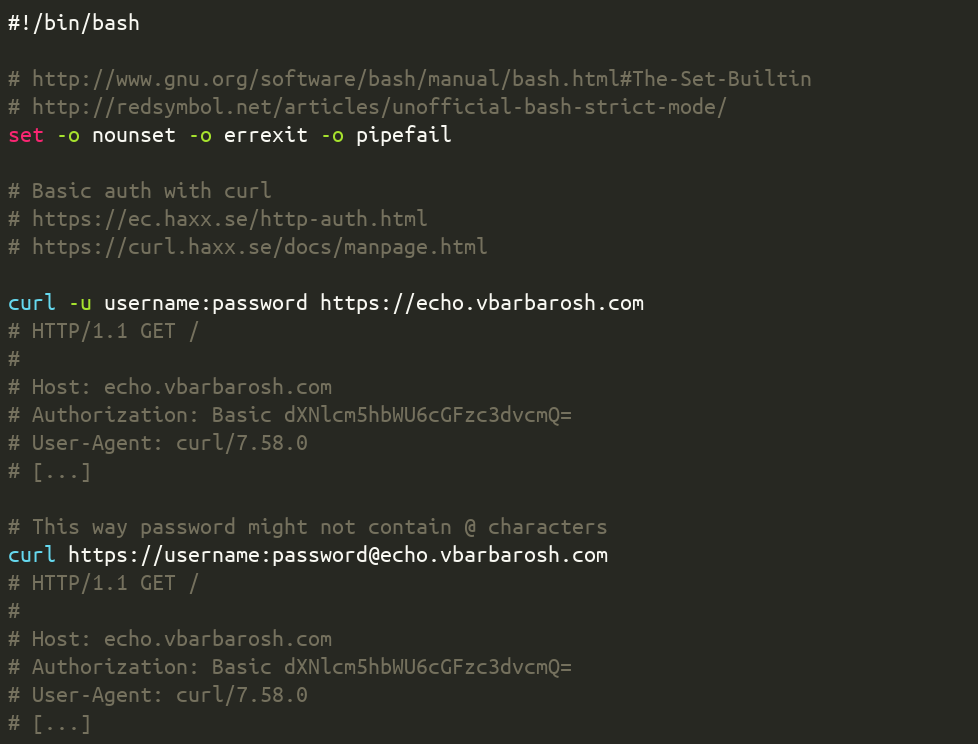 #!/bin/bash
# http://www.gnu.org/software/bash/manual/bash.html#The-Set-Builtin
# http://redsymbol.net/articles/unofficial-bash-strict-mode/
set -o nounset -o errexit -o pipefail
# Basic auth with curl
# https://ec.haxx.se/http-auth.html
# https://curl.haxx.se/docs/manpage.html
curl -u username:password https://echo.vbarbarosh.com
# HTTP/1.1 GET /
#
# Host: echo.vbarbarosh.com
# Authorization: Basic dXNlcm5hbWU6cGFzc3dvcmQ=
# User-Agent: curl/7.58.0
# [...]
# This way password might not contain @ characters
curl https://username:password@echo.vbarbarosh.com
# HTTP/1.1 GET /
#
# Host: echo.vbarbarosh.com
# Authorization: Basic dXNlcm5hbWU6cGFzc3dvcmQ=
# User-Agent: curl/7.58.0
# [...]